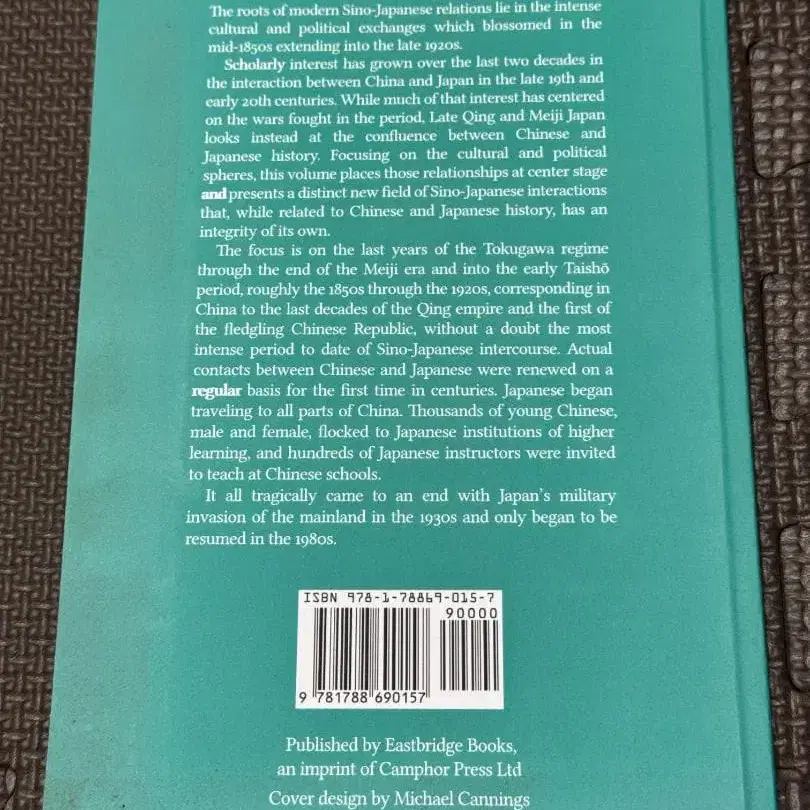 The roots of modern Sino-Japanese relations lie in the intense
cultural and political exchanges which blossomed in the
mid-1850s extending into the late 1920s.
Scholarly interest has grown over the last two decades in
the interaction between China and Japan in the late 19th and
early 20th centuries. While much of that interest has centered
on the wars fought in the period, Late Qing and Meiji Japan
looks instead at the confluence between Chinese and
Japanese history. Focusing on the cultural and political
spheres, this volume places those relationships at center stage
and presents a distinct new field of Sino-Japanese interactions
that, while related to Chinese and Japanese history, has an
integrity of its own.
The focus is on the last years of the Tokugawa regime
through the end of the Meiji era and into the early Taishō
period, roughly the 1850s through the 1920s, corresponding in
China to the last decades of the Qing empire and the first of
the fledgling Chinese Republic, without a doubt the most
intense period to date of Sino-Japanese intercourse. Actual
contacts between Chinese and Japanese were renewed on a
regular basis for the first time in centuries. Japanese began
traveling to all parts of China. Thousands of young Chinese,
male and female, flocked to Japanese institutions of higher
learning, and hundreds of Japanese instructors were invited
to teach at Chinese schools.
It all tragically came to an end with Japan's military
invasion of the mainland in the 1930s and only began to be
resumed in the 1980s.
ISBN 978-1-78869-015-7
90000
9 781788 690157
Published by Eastbridge Books,
an imprint of Camphor Press Ltd
Cover design by Michael Cannings